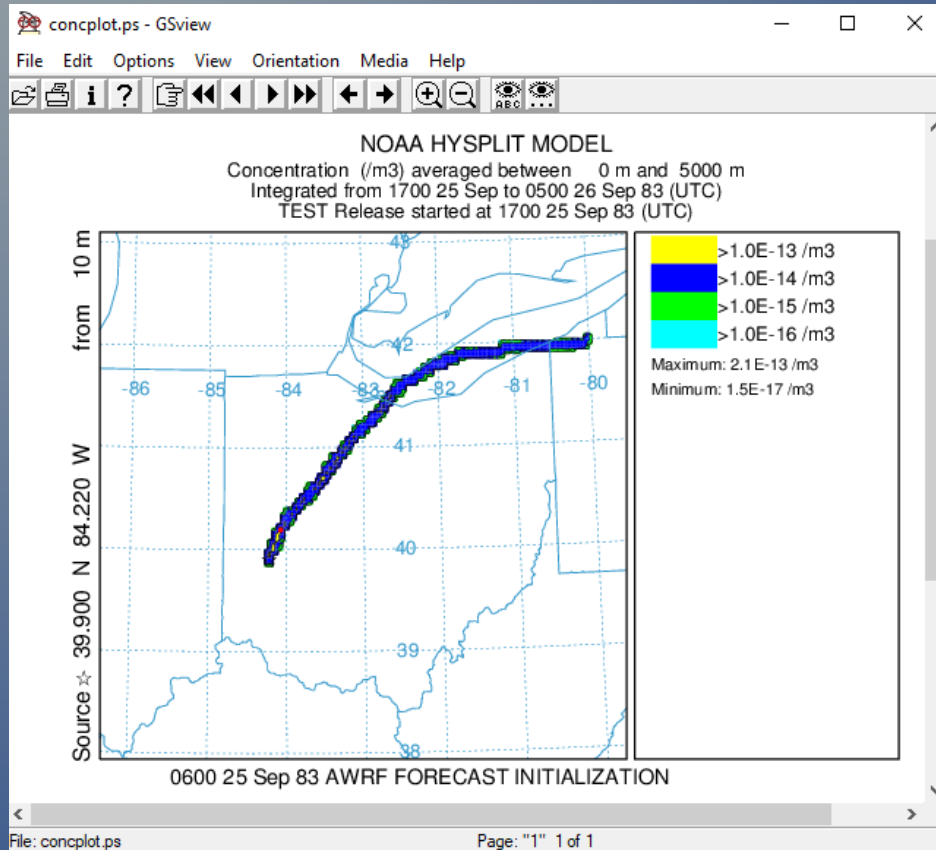 concplot.ps - GSview
File Edit Options View Orientation Media Help
i ?
ABC
NOAA HYSPLIT MODEL
Concentration (/m3) averaged between 0 m and 5000 m
Integrated from 1700 25 Sep to 0500 26 Sep 83 (UTC)
TEST Release started at 1700 25 Sep 83 (UTC)
Source ☆ 39.900 N 84.220 W from 10 m
43
42
-86 -85 -84 -83 -82 -81 -80
41
40
39
38
>1.0E-13 /m3
>1.0E-14 /m3
>1.0E-15 /m3
>1.0E-16 /m3
Maximum: 2.1E-13 /m3
Minimum: 1.5E-17 /m3
0600 25 Sep 83 AWRF FORECAST INITIALIZATION
File: concplot.ps Page: "1" 1 of 1